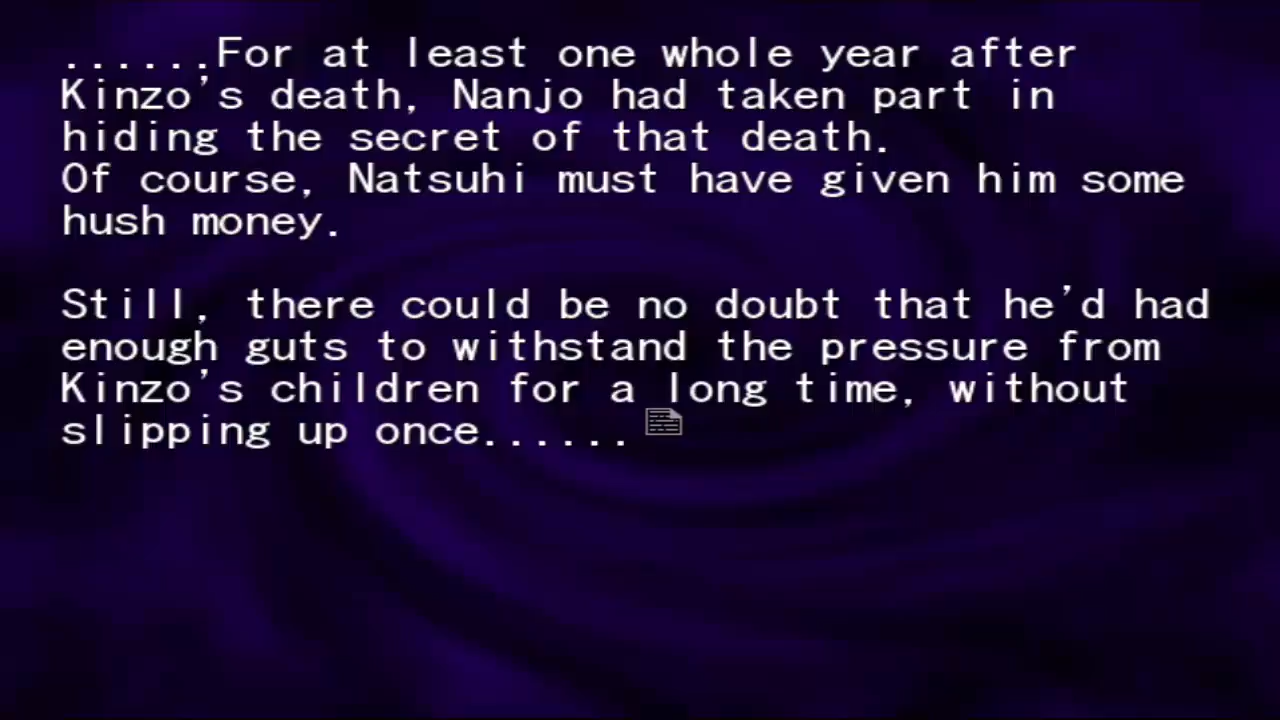 ......For at least one whole year after
Kinzo's death, Nanjo had taken part in
hiding the secret of that death.
Of course, Natsuhi must have given him some
hush money.
Still, there could be no doubt that he'd had
enough guts to withstand the pressure from
Kinzo's children for a long time, without
slipping up once......